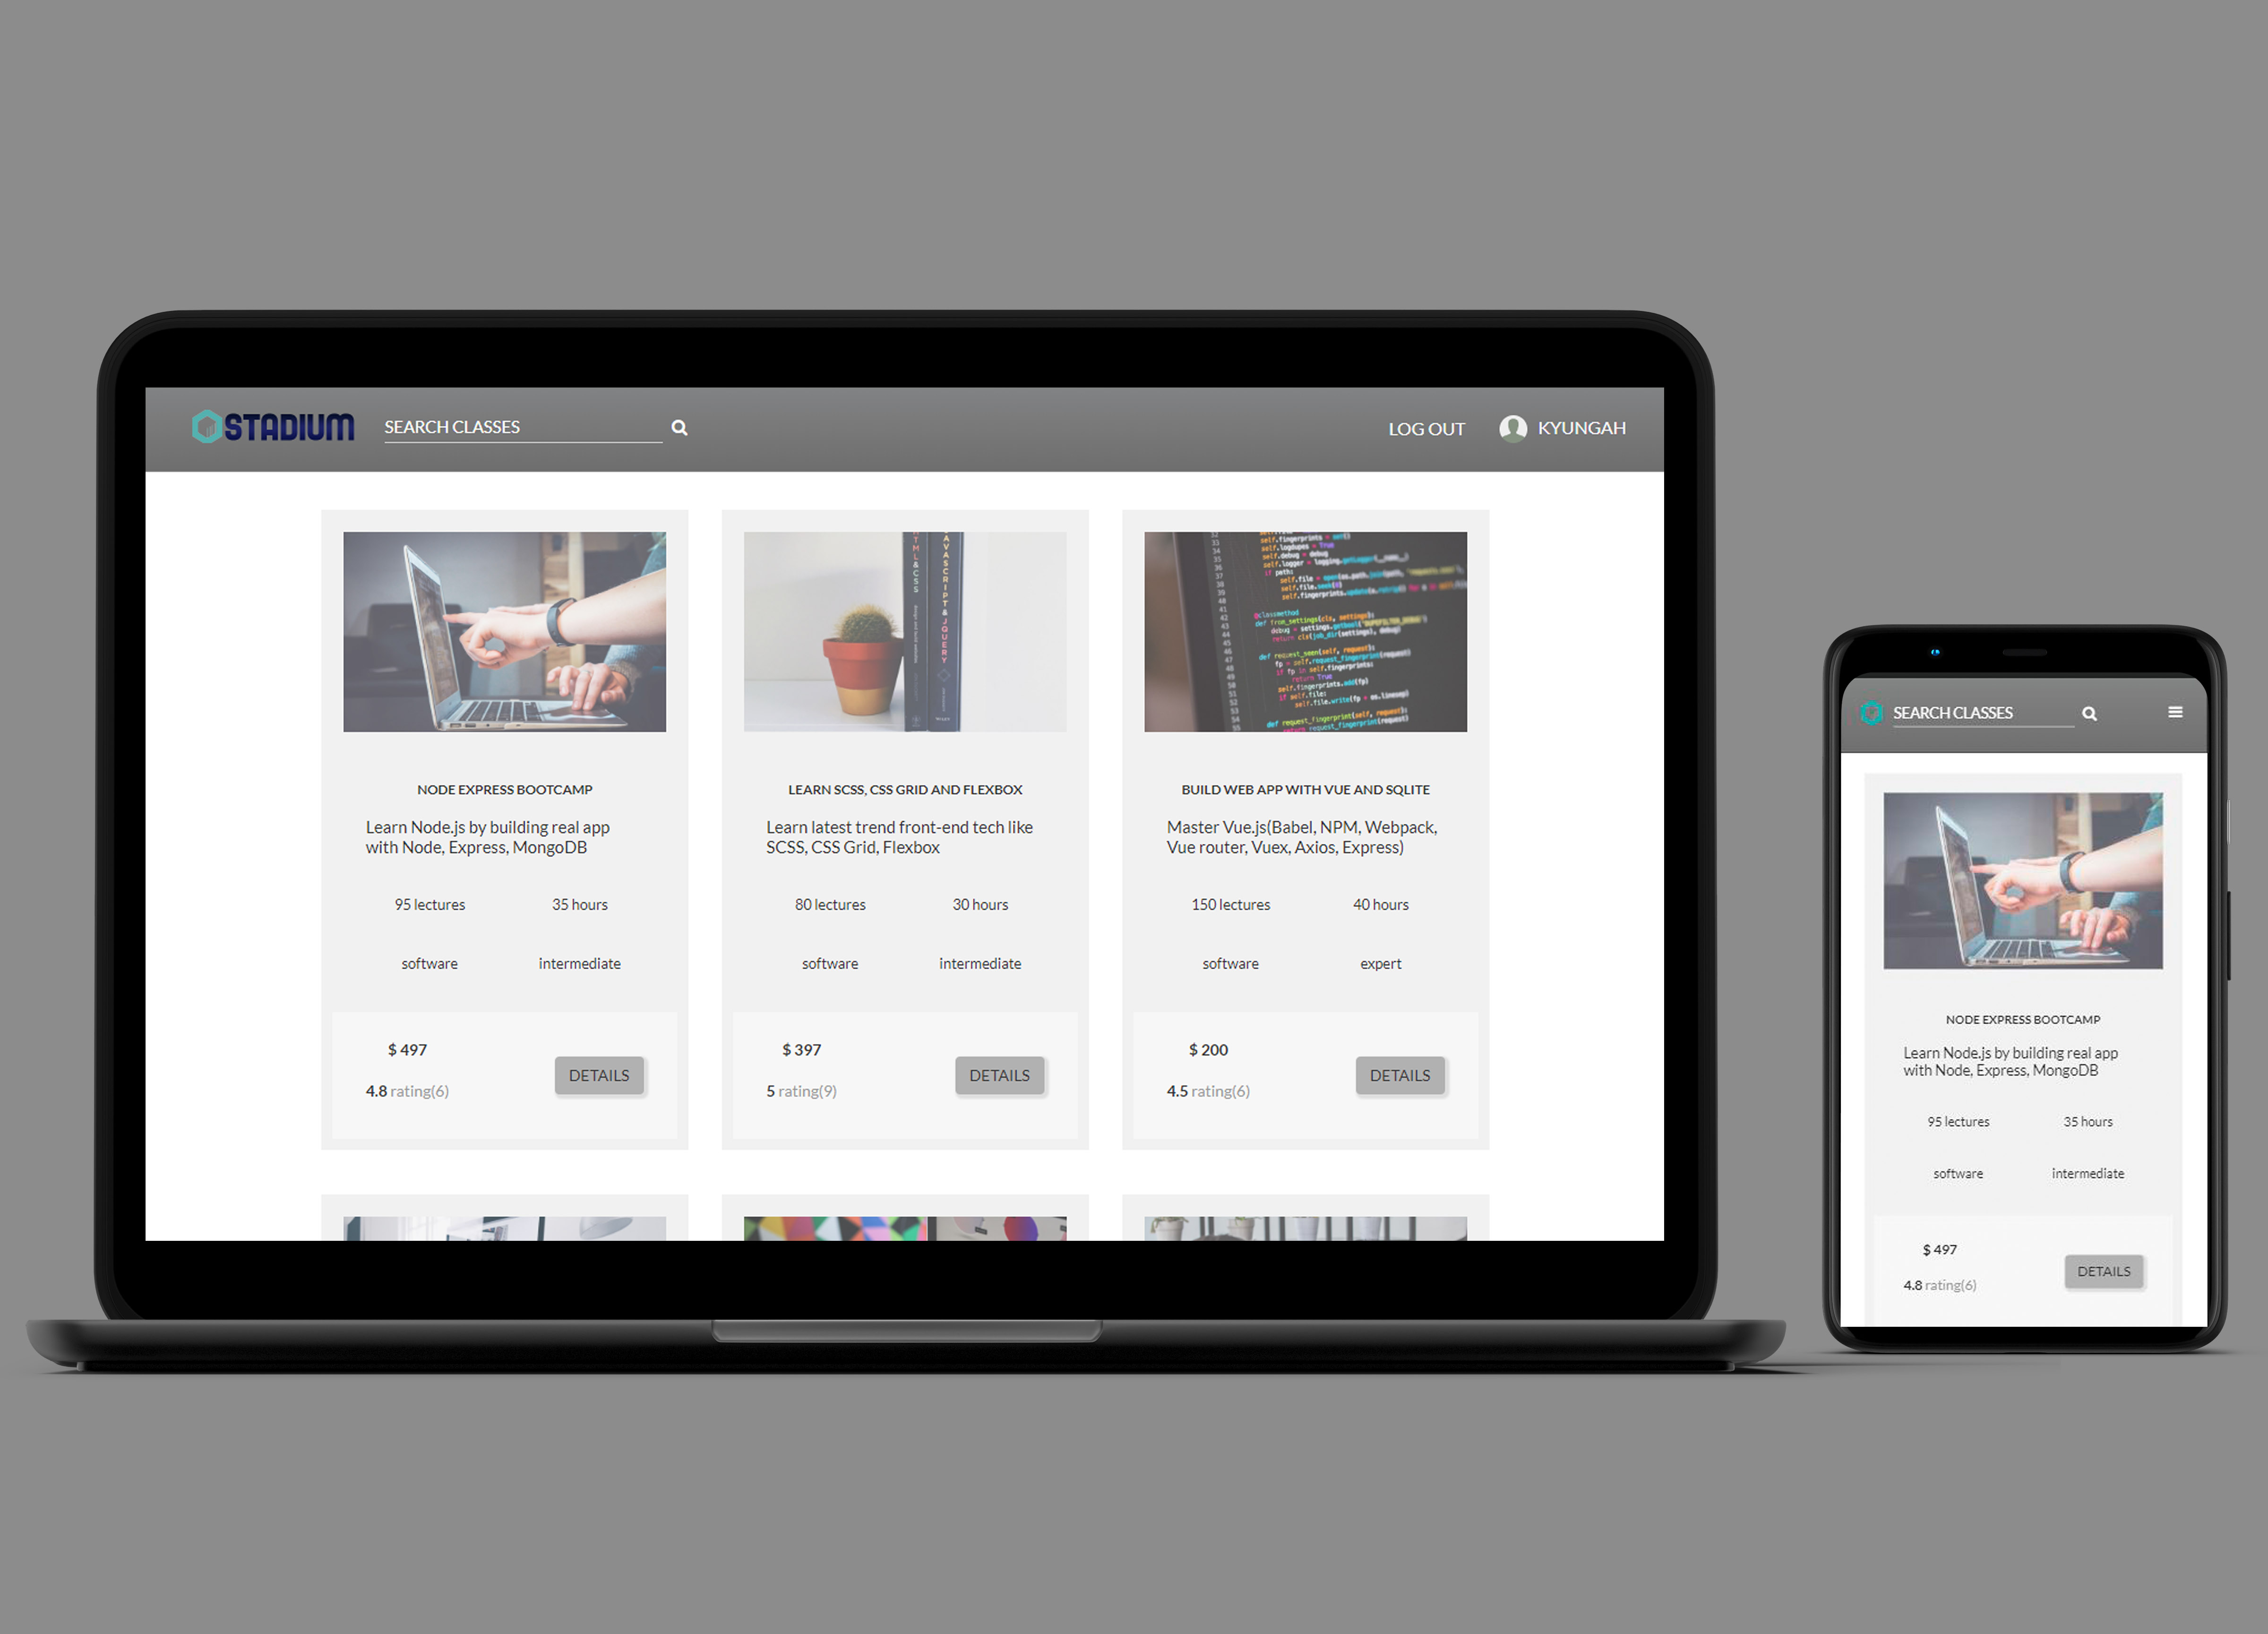 STADIUM
SEARCH CLASSES
LOG OUT
KYUNGAH
HTML&CSS
JAVASCRIPT&JQUERY
NODE EXPRESS BOOTCAMP
Learn Node.js by building real app
with Node, Express, MongoDB
95 lectures 35 hours
software intermediate
$ 497
4.8 rating(6)
DETAILS
LEARN SCSS, CSS GRID AND FLEXBOX
Learn latest trend front-end tech like
SCSS, CSS Grid, Flexbox
80 lectures 30 hours
software intermediate
$ 397
5 rating(9)
DETAILS
BUILD WEB APP WITH VUE AND SQLITE
Master Vue.js(Babel, NPM, Webpack,
Vue router, Vuex, Axios, Express)
150 lectures 40 hours
software expert
$ 200
4.5 rating(6)
DETAILS
SEARCH CLASSES
NODE EXPRESS BOOTCAMP
Learn Node.js by building real app
with Node, Express, MongoDB
95 lectures 35 hours
software intermediate
$ 497
4.8 rating(6)
DETAILS